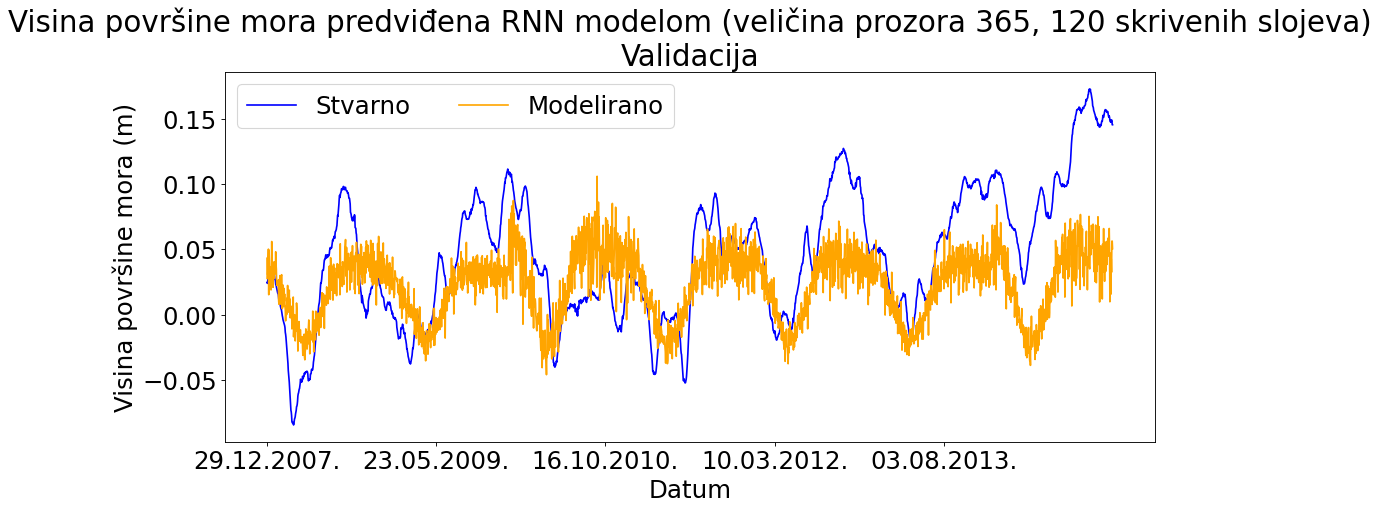 Visina površine mora predviđena RNN modelom (veličina prozora 365, 120 skrivenih slojeva)
Validacija
Stvarno
Modelirano
Visina površine mora (m)
0.15
0.10
0.05
0.00
−0.05
29.12.2007.
23.05.2009.
16.10.2010.
10.03.2012.
03.08.2013.
Datum